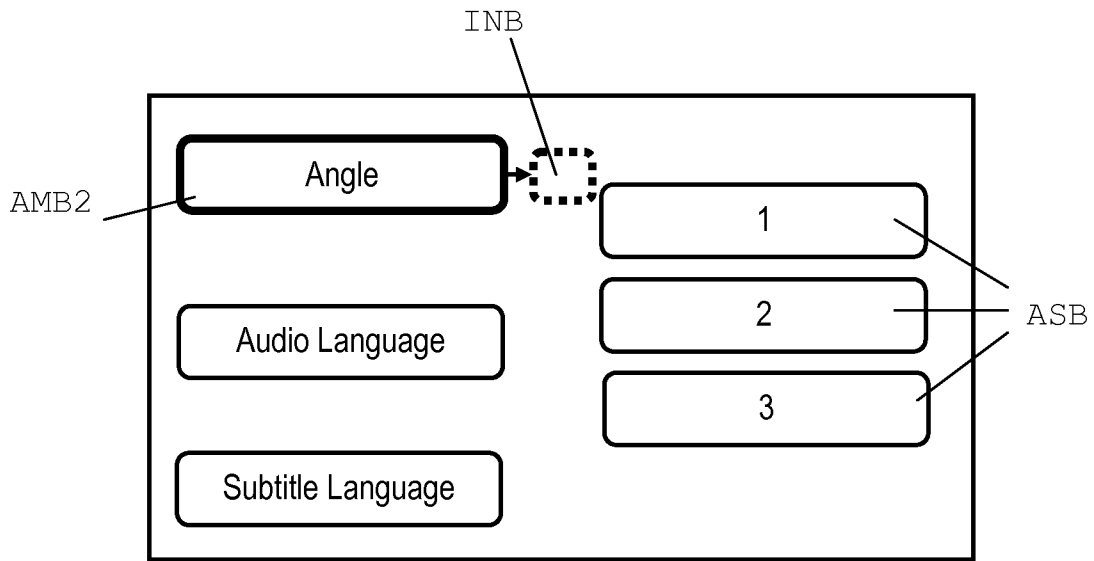 INB
Angle
AMB2
1
2
ASB
Audio Language
3
Subtitle Language